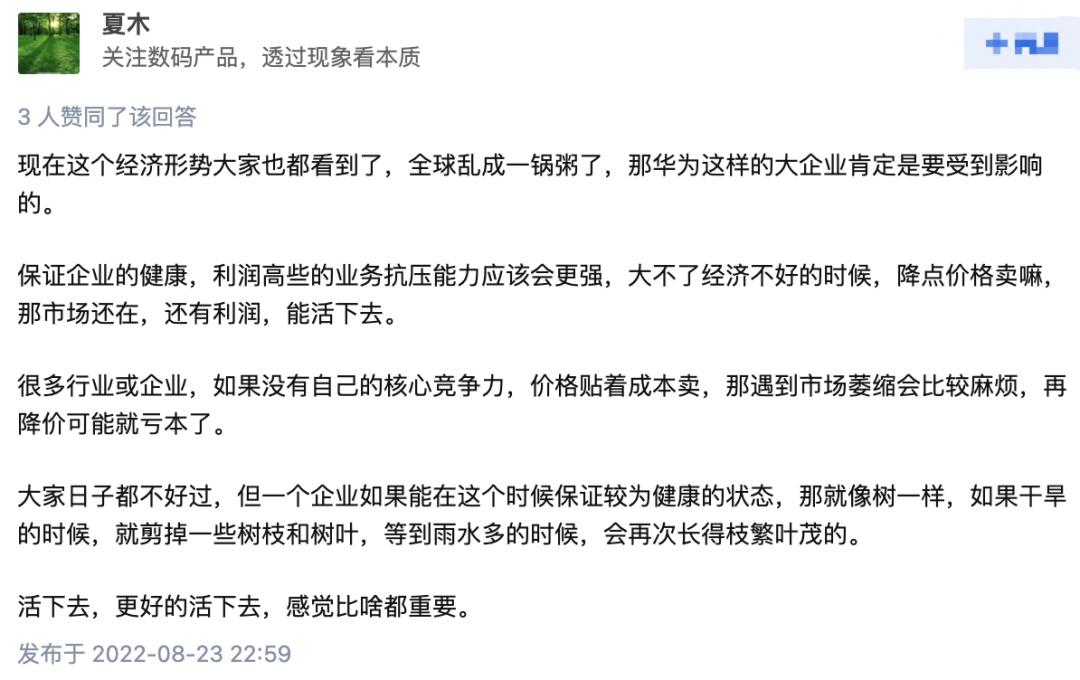 夏木
关注数码产品，透过现象看本质
3 人赞同了该回答
现在这个经济形势大家也都看到了，全球乱成一锅粥了，那华为这样的大企业肯定是要受到影响
的。
保证企业的健康，利润高些的业务抗压能力应该会更强，大不了经济不好的时候，降点价格卖嘛，
那市场还在，还有利润，能活下去。
很多行业或企业，如果没有自己的核心竞争力，价格贴着成本卖，那遇到市场萎缩会比较麻烦，再
降价可能就亏本了。
大家日子都不好过，但一个企业如果能在这个时候保证较为健康的状态，那就像树一样，如果干旱
的时候，就剪掉一些树枝和树叶，等到雨水多的时候，会再次长得枝繁叶茂的。
活下去，更好的活下去，感觉比啥都重要。
发布于 2022-08-23 22:59